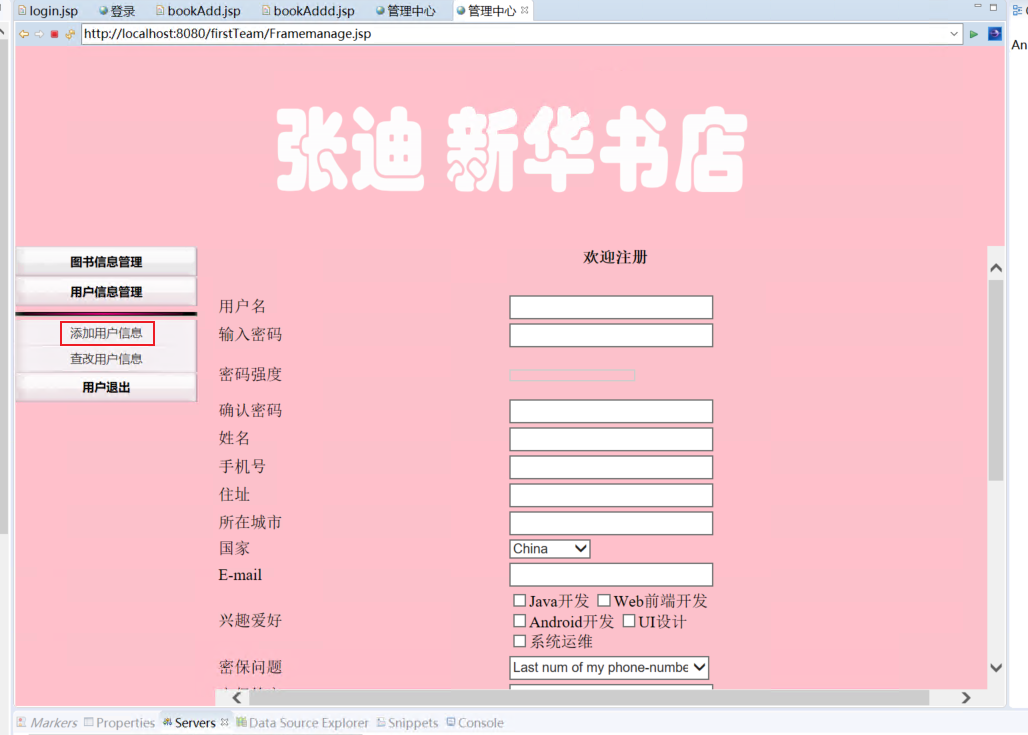 login.jsp 登录 bookAdd.jsp bookAddd.jsp 管理中心 管理中心
http://localhost:8080/firstTeam/Framemanage.jsp
An
张迪 新华书店
图书信息管理
用户信息管理
添加用户信息
查改用户信息
用户退出
欢迎注册
用户名
输入密码
密码强度
确认密码
姓名
手机号
住址
所在城市
国家 China
E-mail
兴趣爱好
Java开发 Web前端开发
Android开发 UI设计
系统运维
密保问题 Last num of my phone-numbe
Markers Properties Servers Data Source Explorer Snippets Console